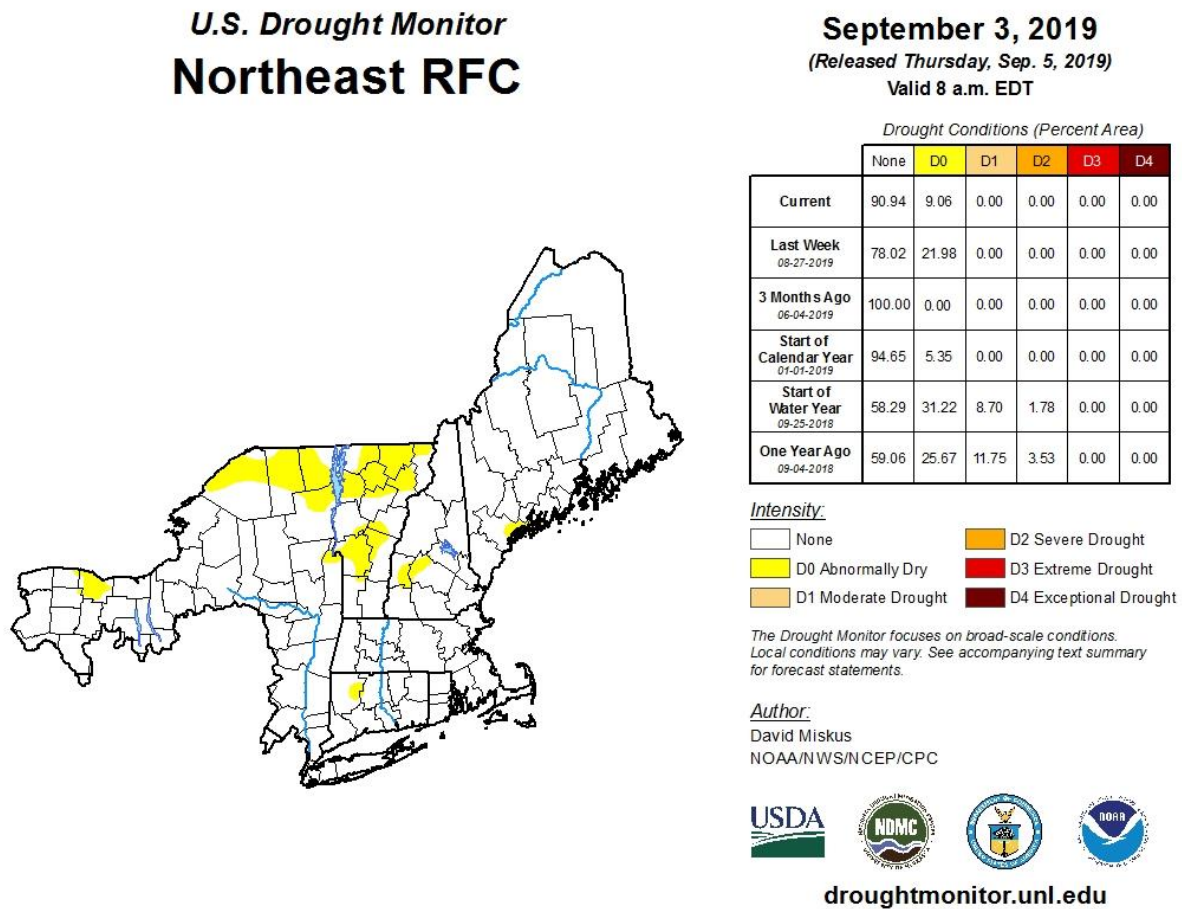 U.S. Drought Monitor
Northeast RFC
September 3, 2019
(Released Thursday, Sep. 5, 2019)
Valid 8 a.m. EDT
Drought Conditions (Percent Area)
None D0 D1 D2 D3 D4
Current 90.94 9.06 0.00 0.00 0.00 0.00
Last Week
08-27-2019
78.02 21.98 0.00 0.00 0.00 0.00
3 Months Ago
06-04-2019
100.00 0.00 0.00 0.00 0.00 0.00
Start of
Calendar Year
01-01-2019
94.65 5.35 0.00 0.00 0.00 0.00
Start of
Water Year
09-25-2018
58.29 31.22 8.70 1.78 0.00 0.00
One Year Ago
09-04-2018
59.06 25.67 11.75 3.53 0.00 0.00
Intensity:
None
D0 Abnormally Dry
D1 Moderate Drought
D2 Severe Drought
D3 Extreme Drought
D4 Exceptional Drought
The Drought Monitor focuses on broad-scale conditions.
Local conditions may vary. See accompanying text summary
for forecast statements.
Author:
David Miskus
NOAA/NWS/NCEP/CPC
USDA
NDMC
NOAA
droughtmonitor.unl.edu